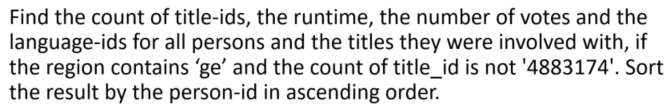 Find the count of title-ids, the runtime, the number of votes and the
language-ids for all persons and the titles they were involved with, if
the region contains ‘ge’ and the count of title_id is not '4883174'. Sort
the result by the person-id in ascending order.